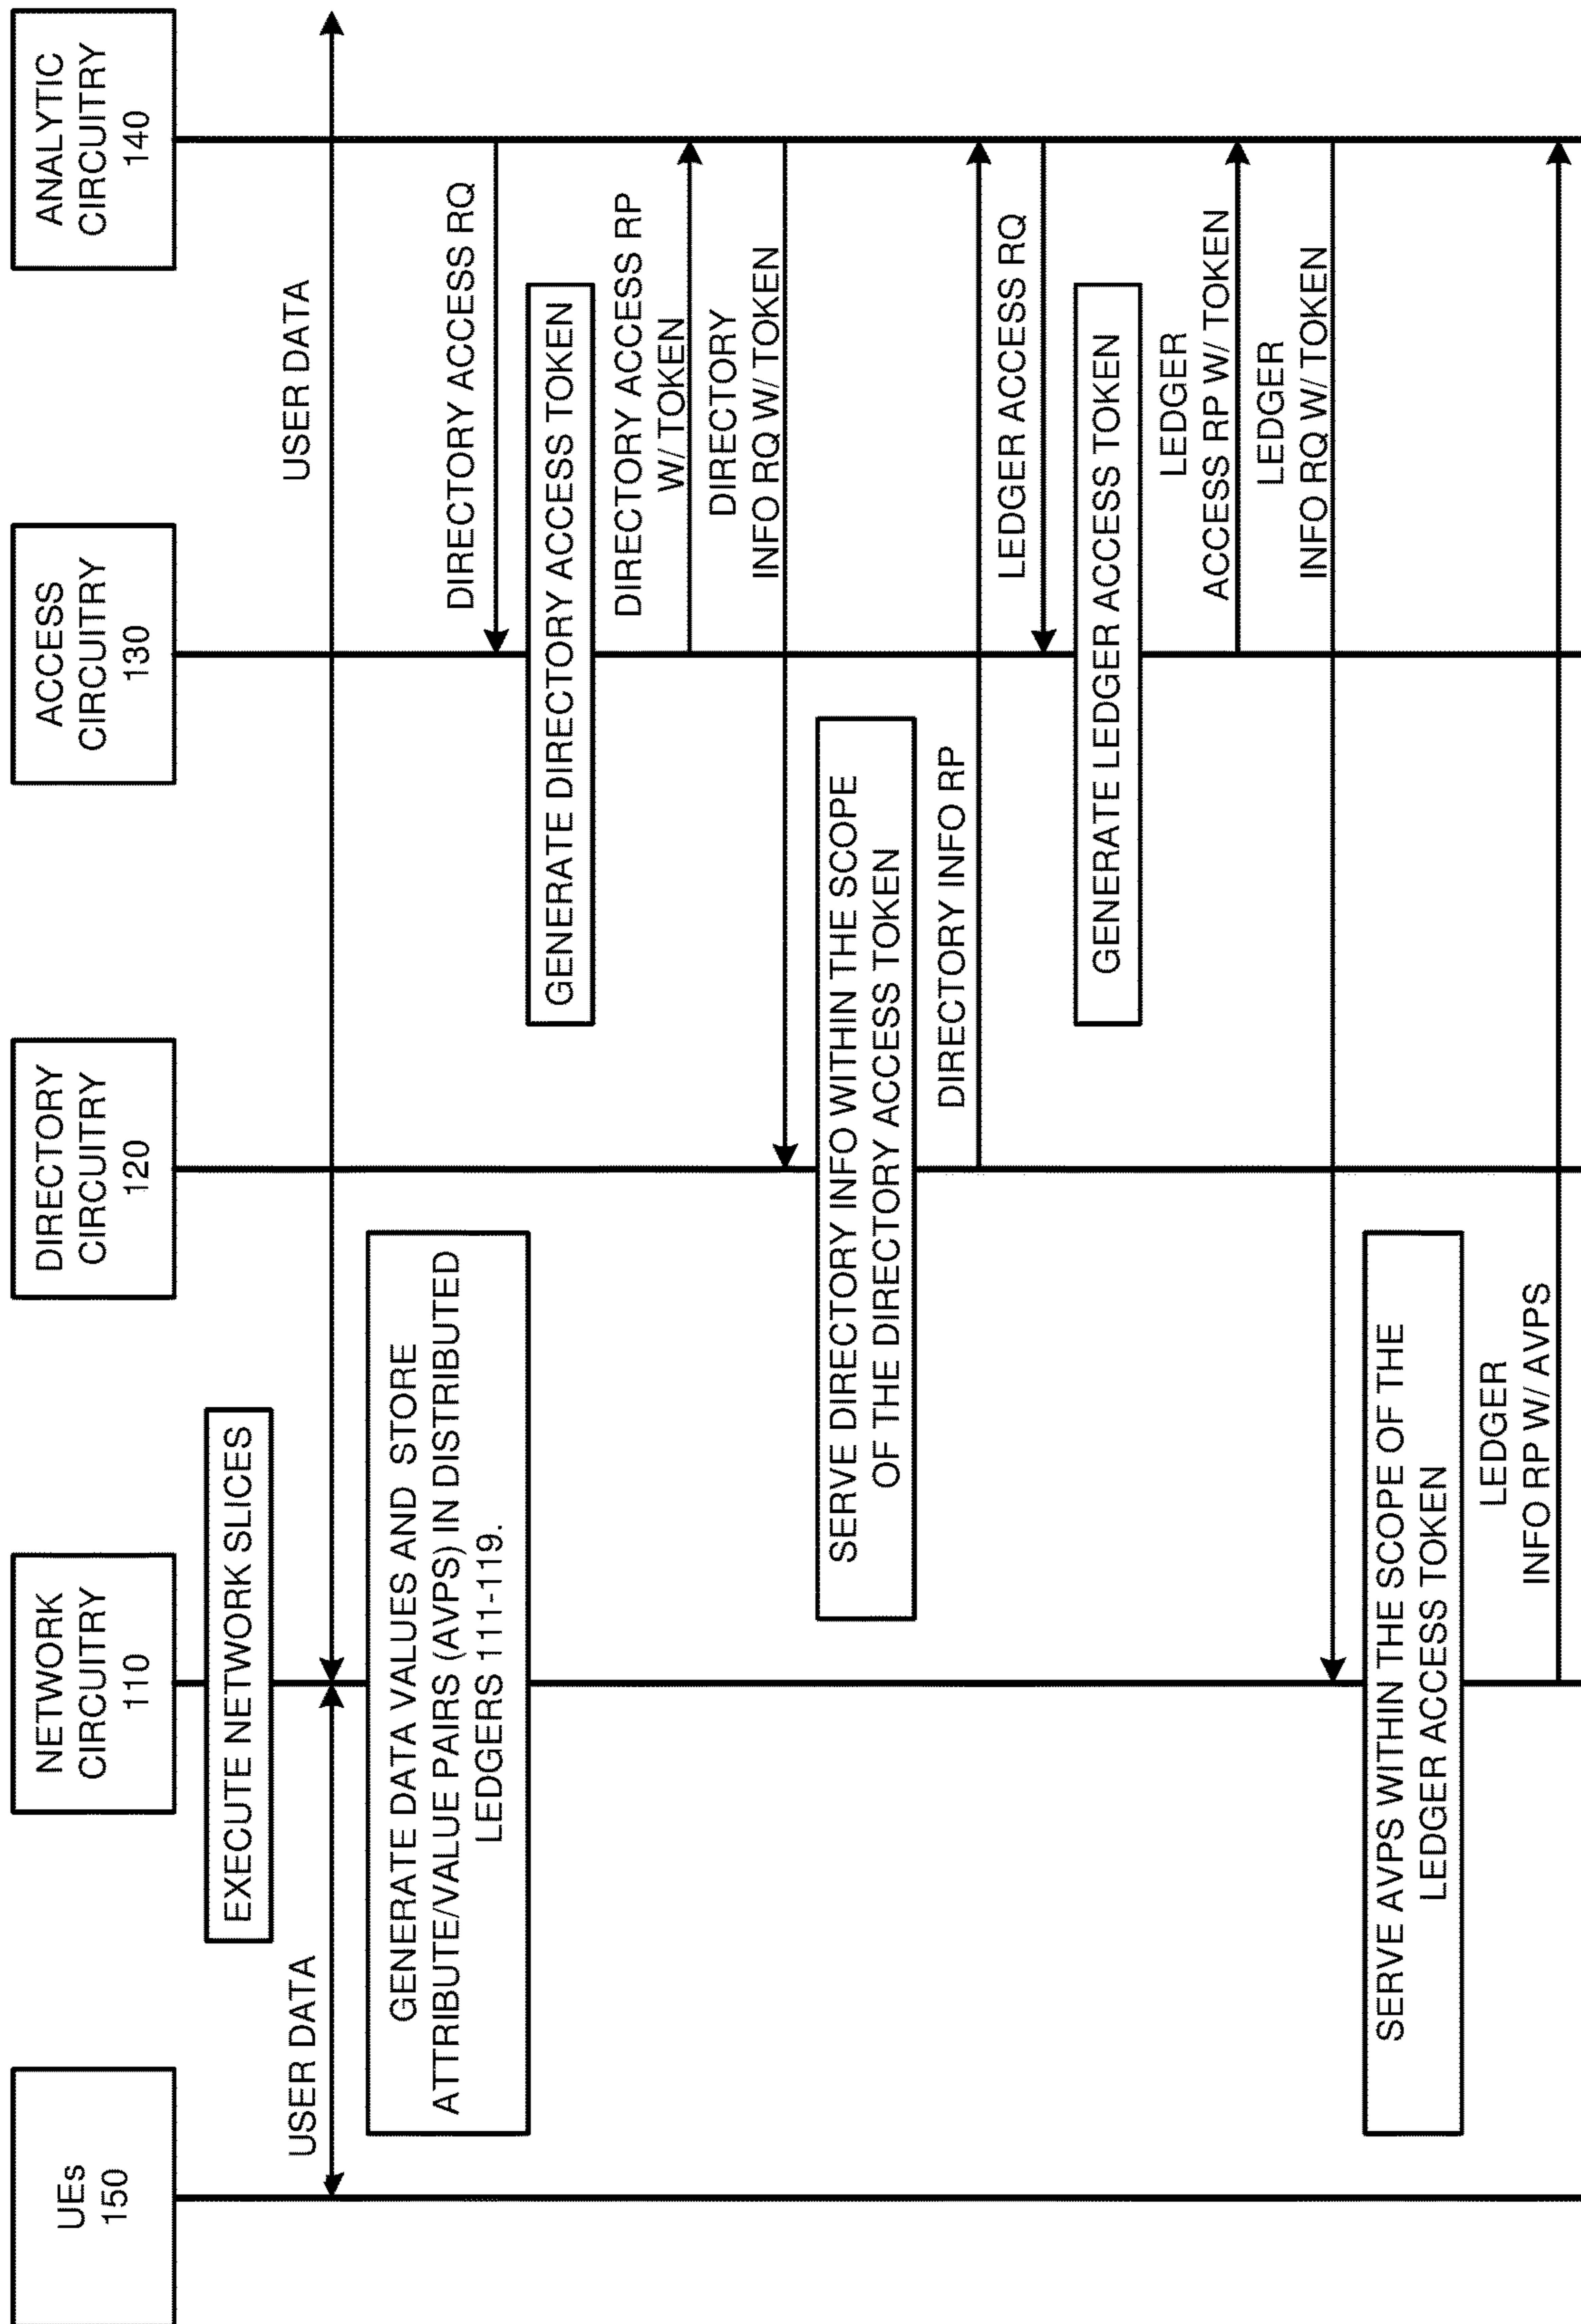 UEs
150
NETWORK
CIRCUITRY
110
DIRECTORY
CIRCUITRY
120
ACCESS
CIRCUITRY
130
ANALYTIC
CIRCUITRY
140
EXECUTE NETWORK SLICES
USER DATA
USER DATA
GENERATE DATA VALUES AND STORE
ATTRIBUTE/VALUE PAIRS (AVPS) IN DISTRIBUTED
LEDGERS 111-119.
DIRECTORY ACCESS RQ
GENERATE DIRECTORY ACCESS TOKEN
DIRECTORY ACCESS RP
W/ TOKEN
DIRECTORY
INFO RQ W/ TOKEN
SERVE DIRECTORY INFO WITHIN THE SCOPE
OF THE DIRECTORY ACCESS TOKEN
DIRECTORY INFO RP
LEDGER ACCESS RQ
GENERATE LEDGER ACCESS TOKEN
LEDGER
ACCESS RP W/ TOKEN
LEDGER
INFO RQ W/ TOKEN
SERVE AVPS WITHIN THE SCOPE OF THE
LEDGER ACCESS TOKEN
LEDGER
INFO RP W/ AVPS